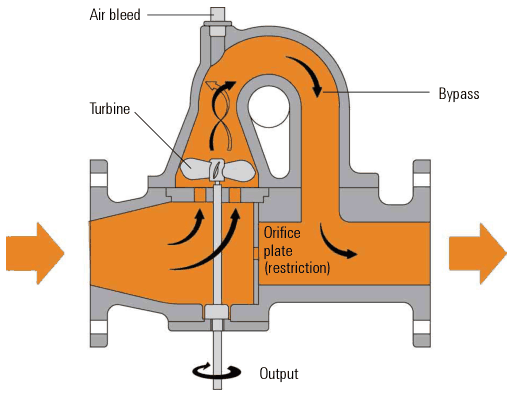 Air bleed
Bypass
Turbine
Orifice
plate
(restriction)
Output